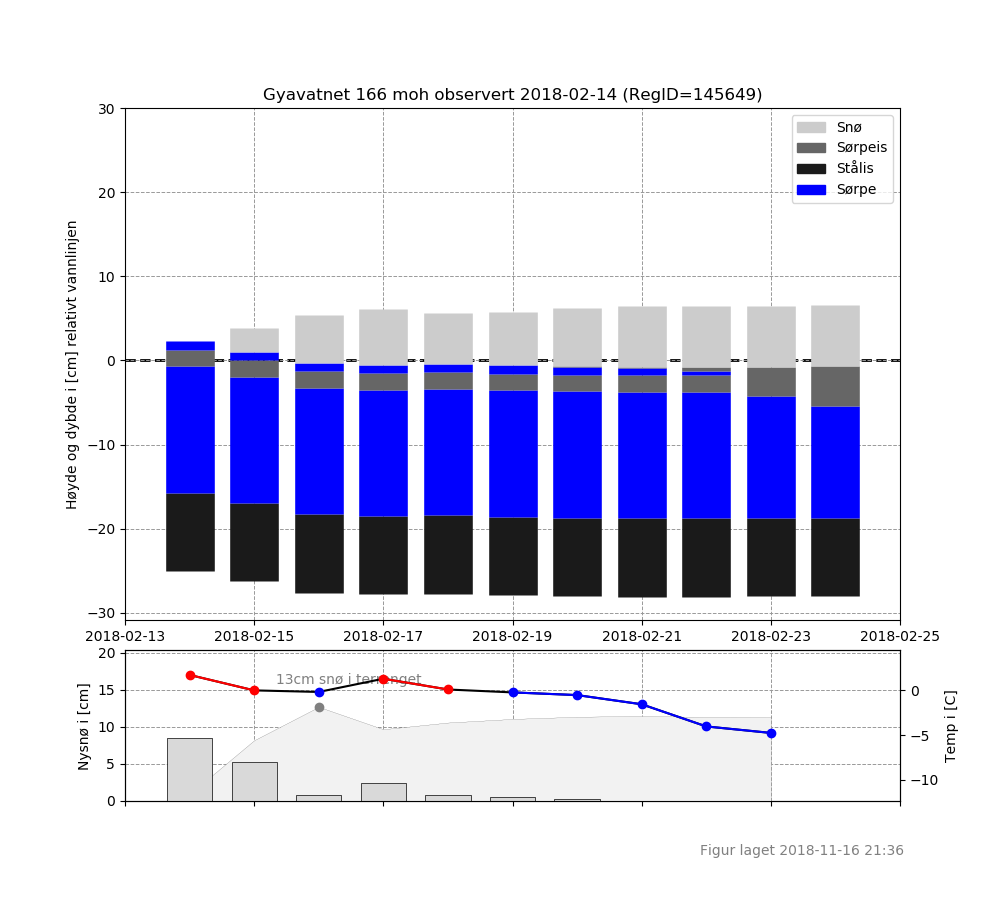 Gyavatnet 166 moh observert 2018-02-14 (RegID=145649)
Høyde og dybde i [cm] relativt vannlinjen
30
20
10
0
−10
−20
−30
Snø
Sørpeis
Stålis
Sørpe
2018-02-13
2018-02-15
2018-02-17
2018-02-19
2018-02-21
2018-02-23
2018-02-25
Nysnø i [cm]
20
15
10
5
0
13cm snø i terrenget
0
−5
−10
Temp i [C]
Figur laget 2018-11-16 21:36